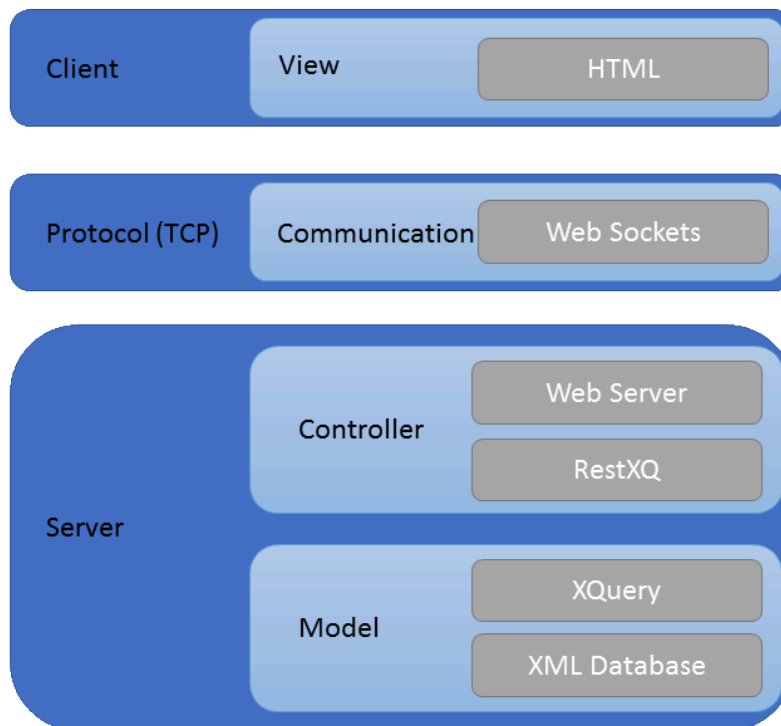 Client
View
HTML
Protocol (TCP)
Communication
Web Sockets
Server
Controller
Web Server
RestXQ
Model
XQuery
XML Database